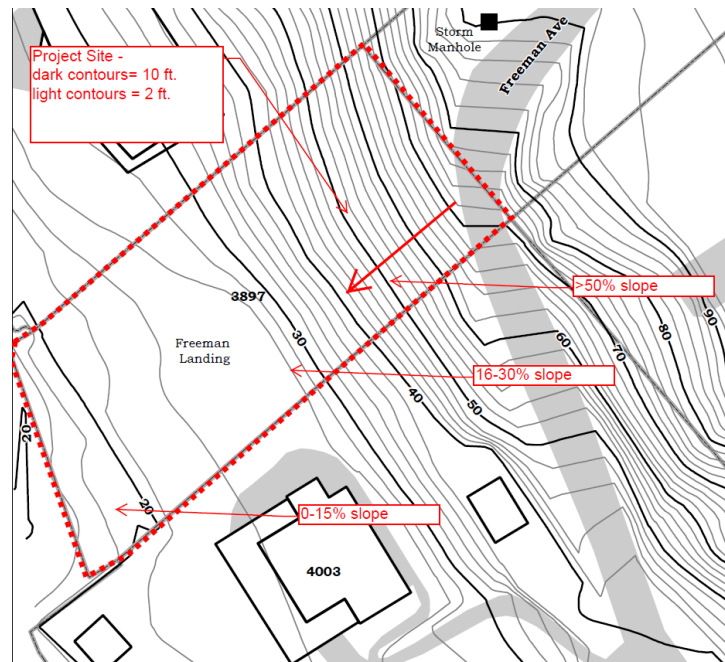 Project Site -
dark contours= 10 ft.
light contours = 2 ft.
Storm
Manhole
Freeman Ave
>50% slope
3897
Freeman
Landing
30
90
80
70
60
16-30% slope
50
40
20
20
0-15% slope
4003